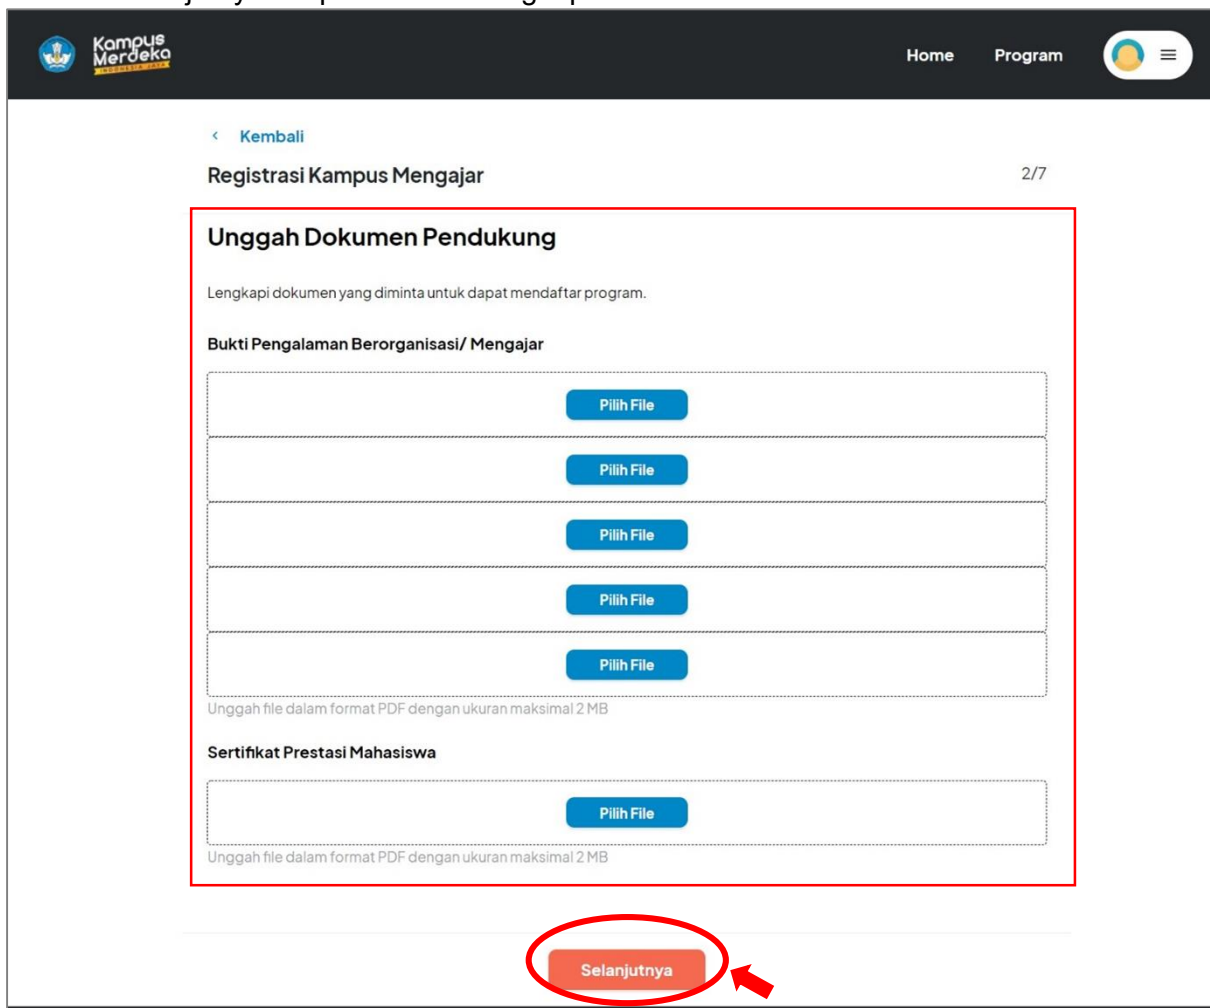 Kampus
Merdeka
INDONESIA JAYA
Home
Program
Kembali
Registrasi Kampus Mengajar
2/7
Unggah Dokumen Pendukung
Lengkapi dokumen yang diminta untuk dapat mendaftar program.
Bukti Pengalaman Berorganisasi/ Mengajar
Pilih File
Pilih File
Pilih File
Pilih File
Pilih File
Unggah file dalam format PDF dengan ukuran maksimal 2 MB
Sertifikat Prestasi Mahasiswa
Pilih File
Unggah file dalam format PDF dengan ukuran maksimal 2 MB
Selanjutnya